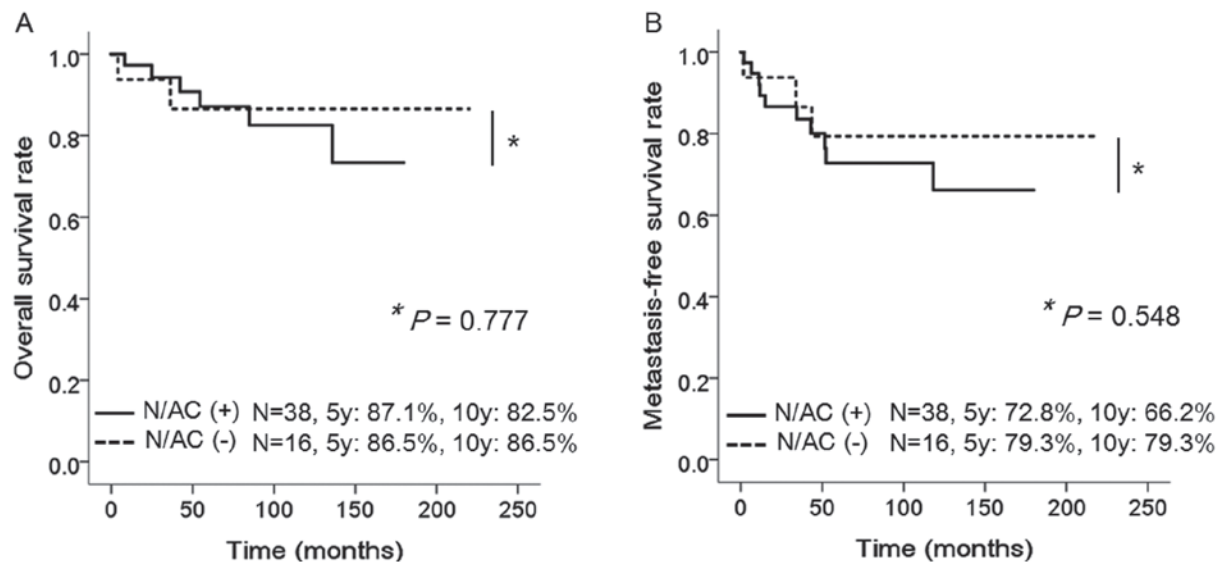 A
Overall survival rate
1.0
0.8
0.6
0.4
0.2
0.0
*
* P = 0.777
N/AC (+) N=38, 5y: 87.1%, 10y: 82.5%
N/AC (-) N=16, 5y: 86.5%, 10y: 86.5%
0 50 100 150 200 250
Time (months)
B
Metastasis-free survival rate
1.0
0.8
0.6
0.4
0.2
0.0
*
* P = 0.548
N/AC (+) N=38, 5y: 72.8%, 10y: 66.2%
N/AC (-) N=16, 5y: 79.3%, 10y: 79.3%
0 50 100 150 200 250
Time (months)